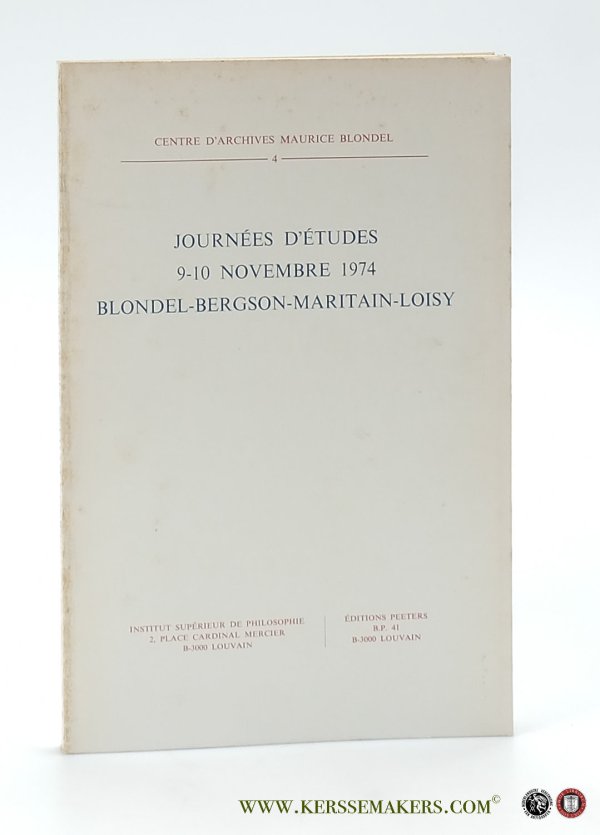 CENTRE D'ARCHIVES MAURICE BLONDEL
4
JOURNÉES D'ÉTUDES
9-10 NOVEMBRE 1974
BLONDEL-BERGSON-MARITAIN-LOISY
INSTITUT SUPÉRIEUR DE PHILOSOPHIE
2, PLACE CARDINAL MERCIER
B-3000 LOUVAIN
ÉDITIONS PEETERS
B.P. 41
B-3000 LOUVAIN
WWW.KERSSEMAKERS.COM©